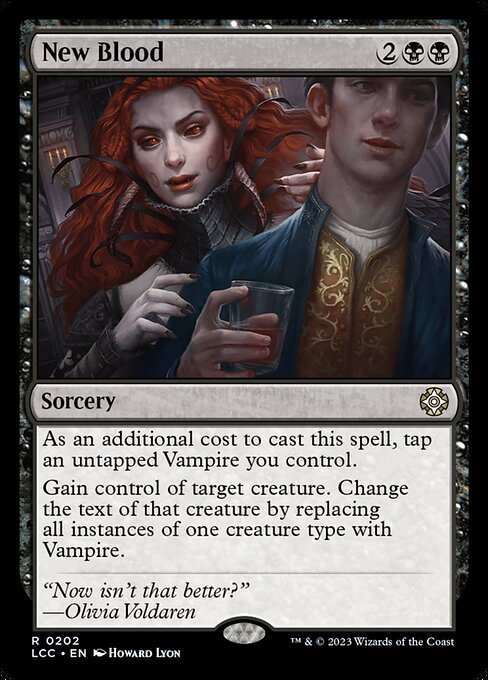 New Blood 2
Sorcery
As an additional cost to cast this spell, tap
an untapped Vampire you control.
Gain control of target creature. Change
the text of that creature by replacing
all instances of one creature type with
Vampire.
“Now isn’t that better?”
—Olivia Voldaren
R 0202 ™ & © 2023 Wizards of the Coast
LCC • EN Howard Lyon